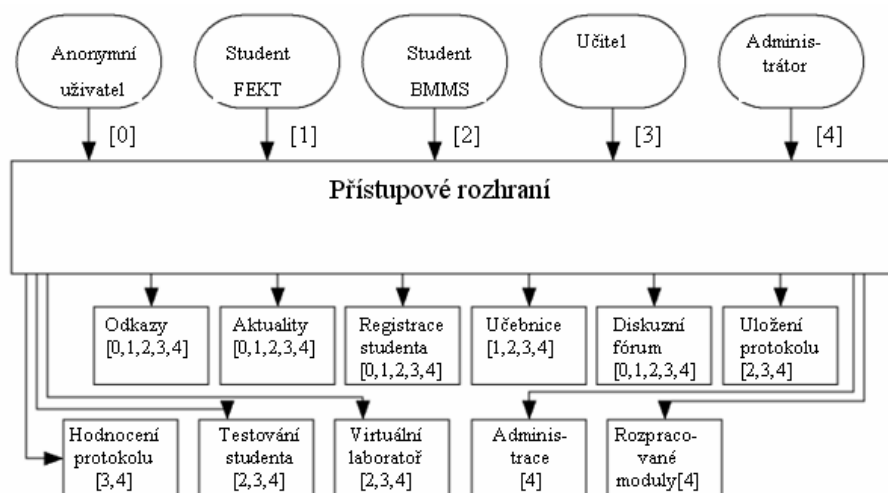 Anonymní
uživatel
Student
FEKT
Student
BMMS
Učitel
Adminis-
trátor
[0]
[1]
[2]
[3]
[4]
Přístupové rozhraní
Odkazy
[0,1,2,3,4]
Aktuality
[0,1,2,3,4]
Registrace
studenta
[0,1,2,3,4]
Učebnice
[1,2,3,4]
Diskuzní
fórum
[0,1,2,3,4]
Uložení
protokolu
[2,3,4]
Hodnocení
protokolu
[3,4]
Testování
studenta
[2,3,4]
Virtuální
laboratoř
[2,3,4]
Adminis-
trace
[4]
Rozpraco-
vané
moduly[4]